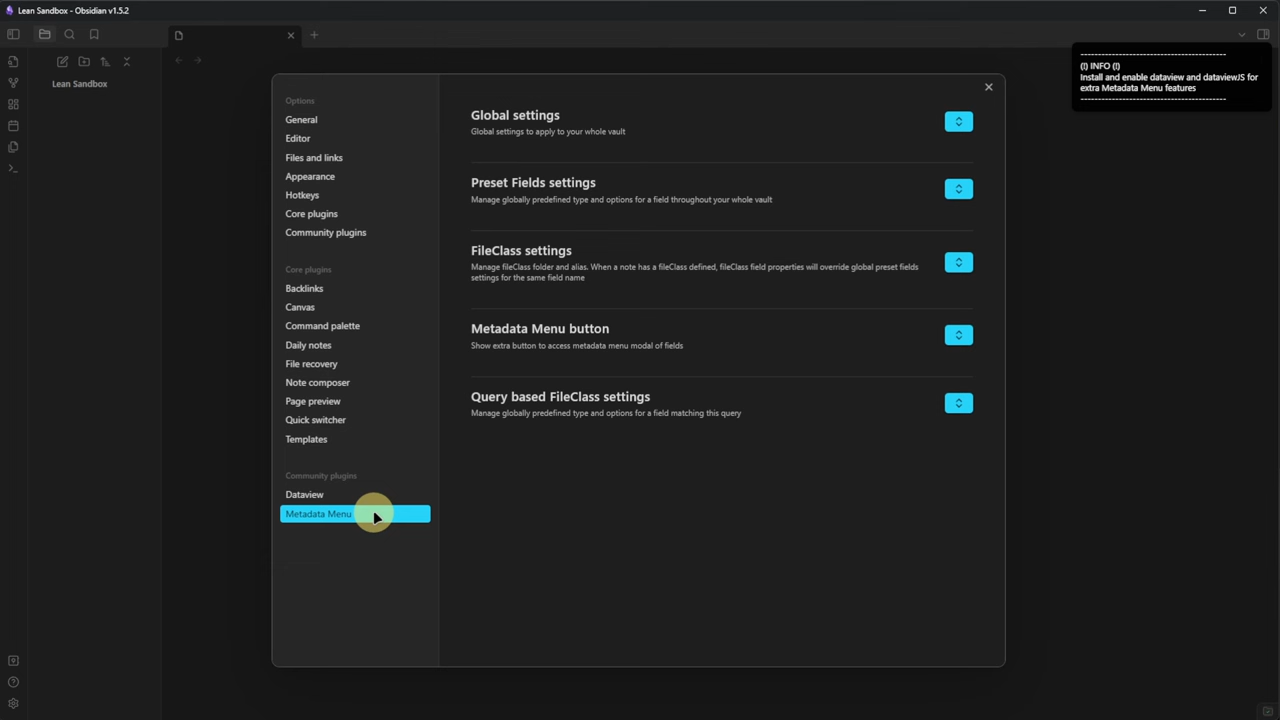 Lean Sandbox - Obsidian v1.5.2
Lean Sandbox
--------------------------------------------------
(!) INFO (!)
Install and enable dataview and dataviewJS for
extra Metadata Menu features
--------------------------------------------------
Options
General
Editor
Files and links
Appearance
Hotkeys
Core plugins
Community plugins
Core plugins
Backlinks
Canvas
Command palette
Daily notes
File recovery
Note composer
Page preview
Quick switcher
Templates
Community plugins
Dataview
Metadata Menu
Global settings
Global settings to apply to your whole vault
Preset Fields settings
Manage globally predefined type and options for a field throughout your whole vault
FileClass settings
Manage fileClass folder and alias. When a note has a fileClass defined, fileClass field properties will override global preset fields
settings for the same field name
Metadata Menu button
Show extra button to access metadata menu modal of fields
Query based FileClass settings
Manage globally predefined type and options for a field matching this query